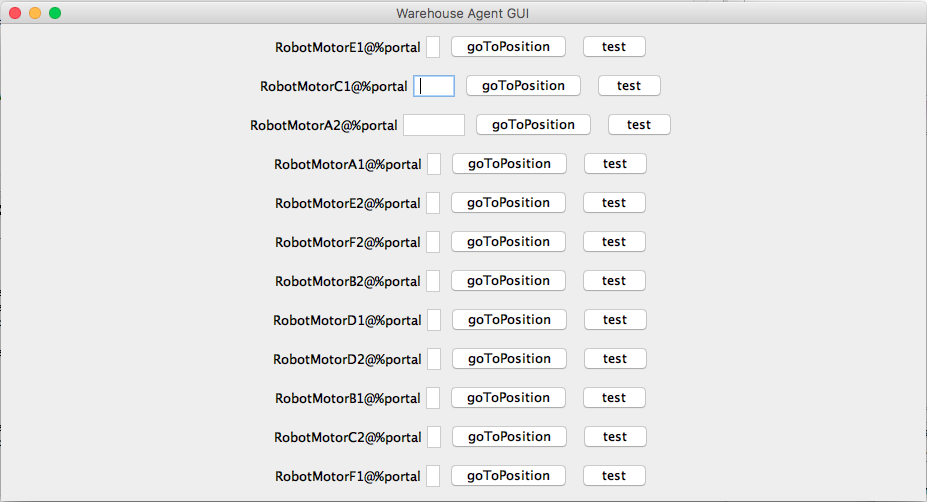 Warehouse Agent GUI
RobotMotorE1@%portal goToPosition test
RobotMotorC1@%portal goToPosition test
RobotMotorA2@%portal goToPosition test
RobotMotorA1@%portal goToPosition test
RobotMotorE2@%portal goToPosition test
RobotMotorF2@%portal goToPosition test
RobotMotorB2@%portal goToPosition test
RobotMotorD1@%portal goToPosition test
RobotMotorD2@%portal goToPosition test
RobotMotorB1@%portal goToPosition test
RobotMotorC2@%portal goToPosition test
RobotMotorF1@%portal goToPosition test